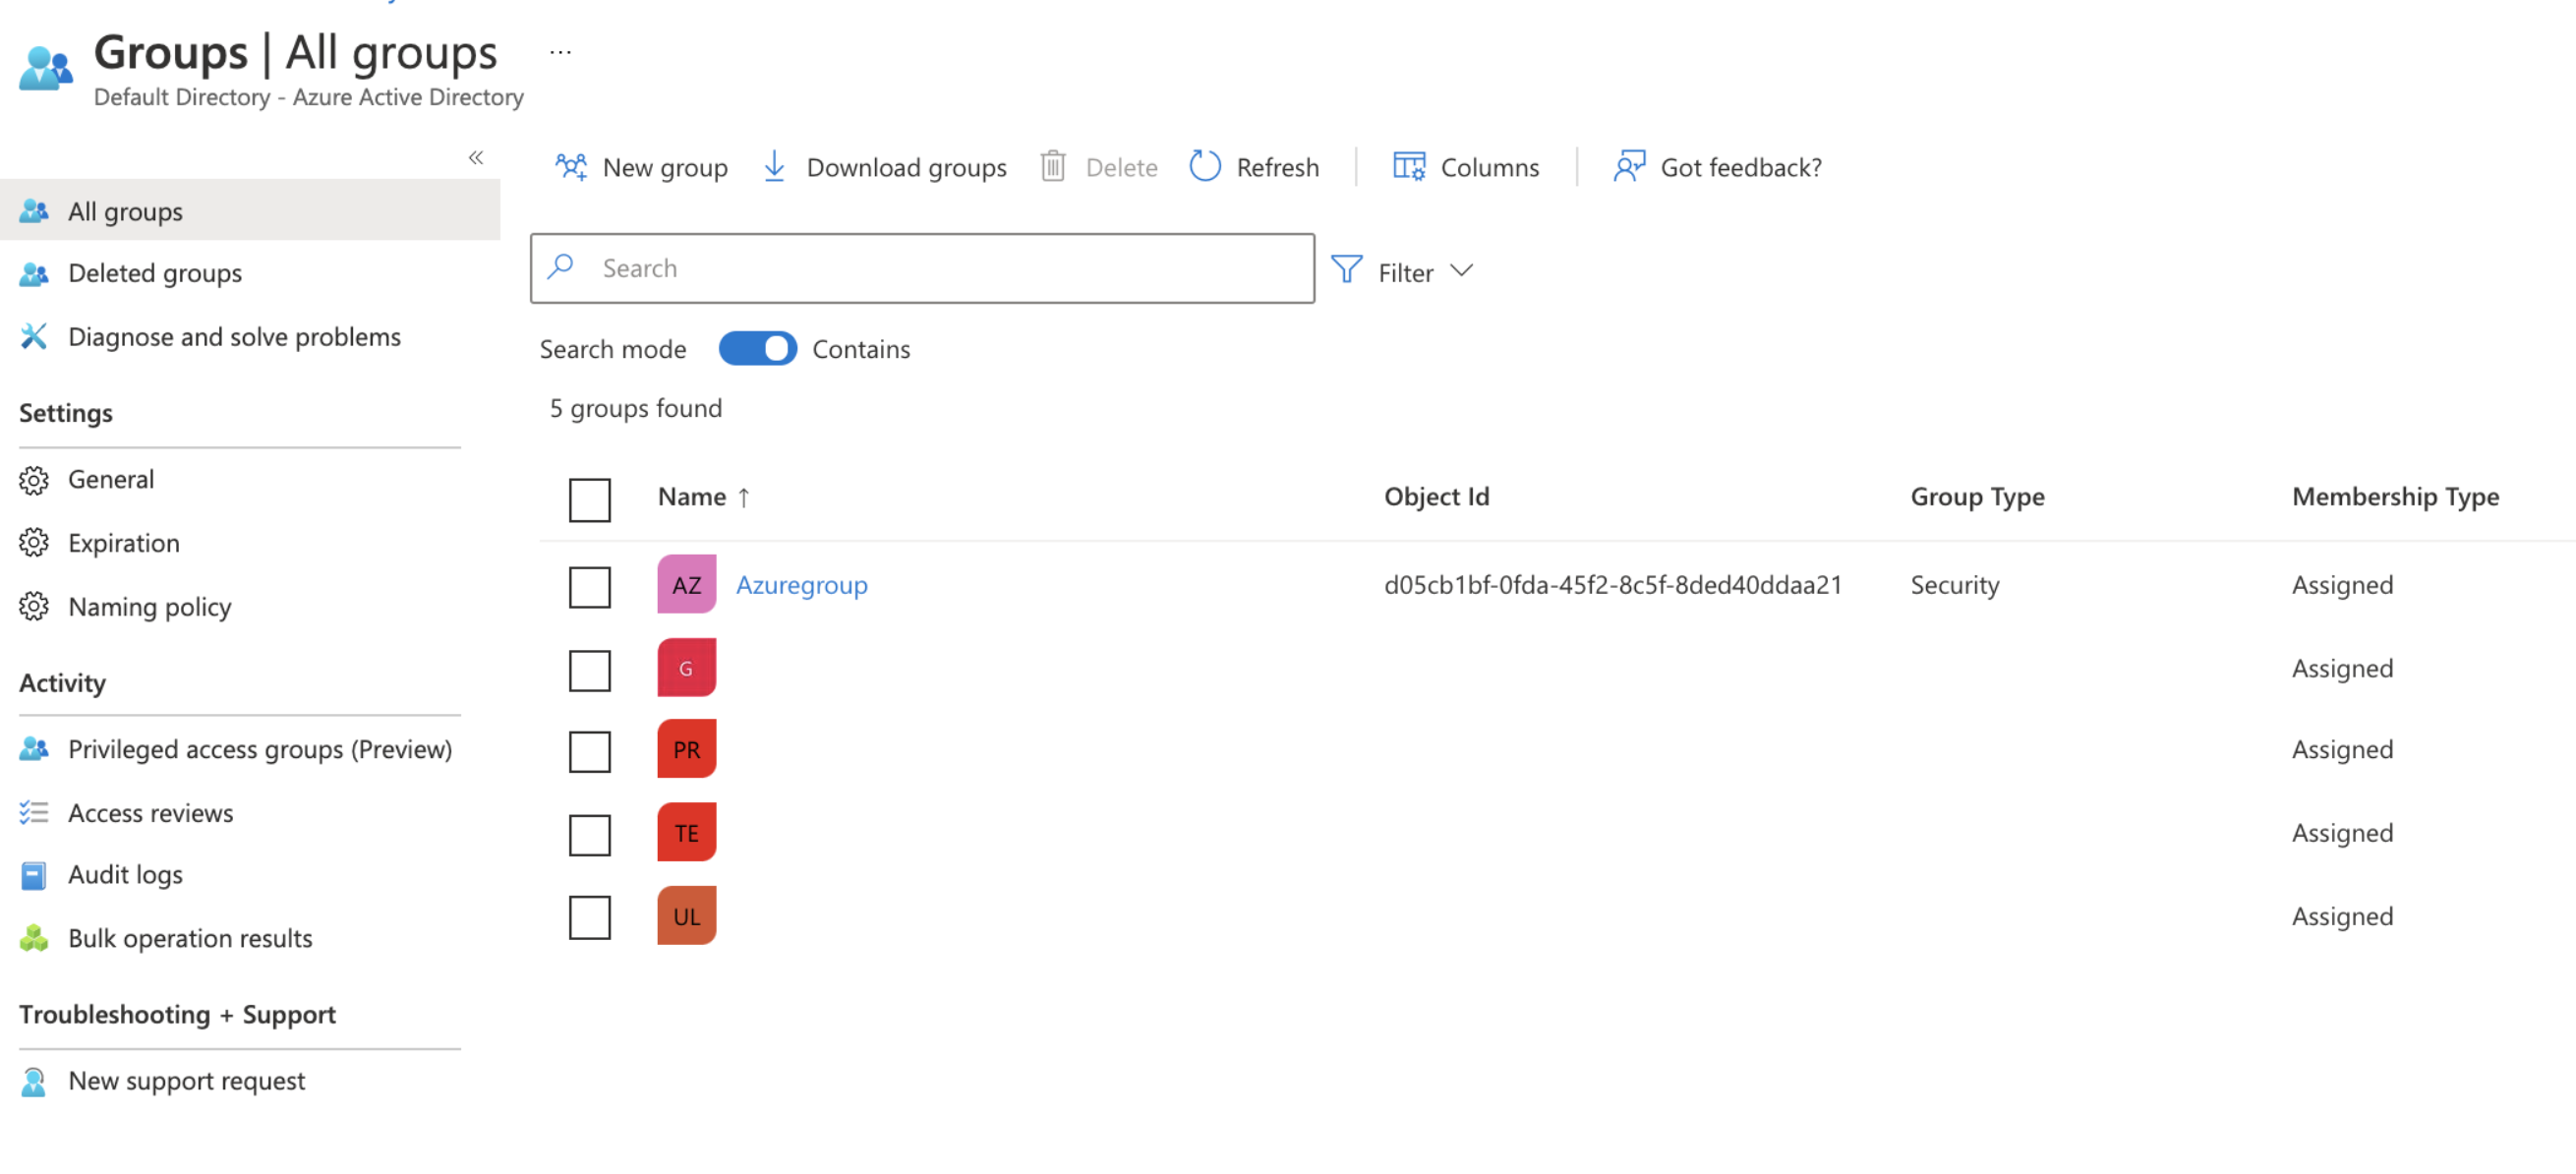 Groups | All groups ...
Default Directory - Azure Active Directory
«
All groups
Deleted groups
Diagnose and solve problems
Settings
General
Expiration
Naming policy
Activity
Privileged access groups (Preview)
Access reviews
Audit logs
Bulk operation results
Troubleshooting + Support
New support request
New group Download groups Delete Refresh Columns Got feedback?
Search Filter
Search mode Contains
5 groups found
Name ↑ Object Id Group Type Membership Type
AZ Azuregroup d05cb1bf-0fda-45f2-8c5f-8ded40ddaa21 Security Assigned
G Assigned
PR Assigned
TE Assigned
UL Assigned